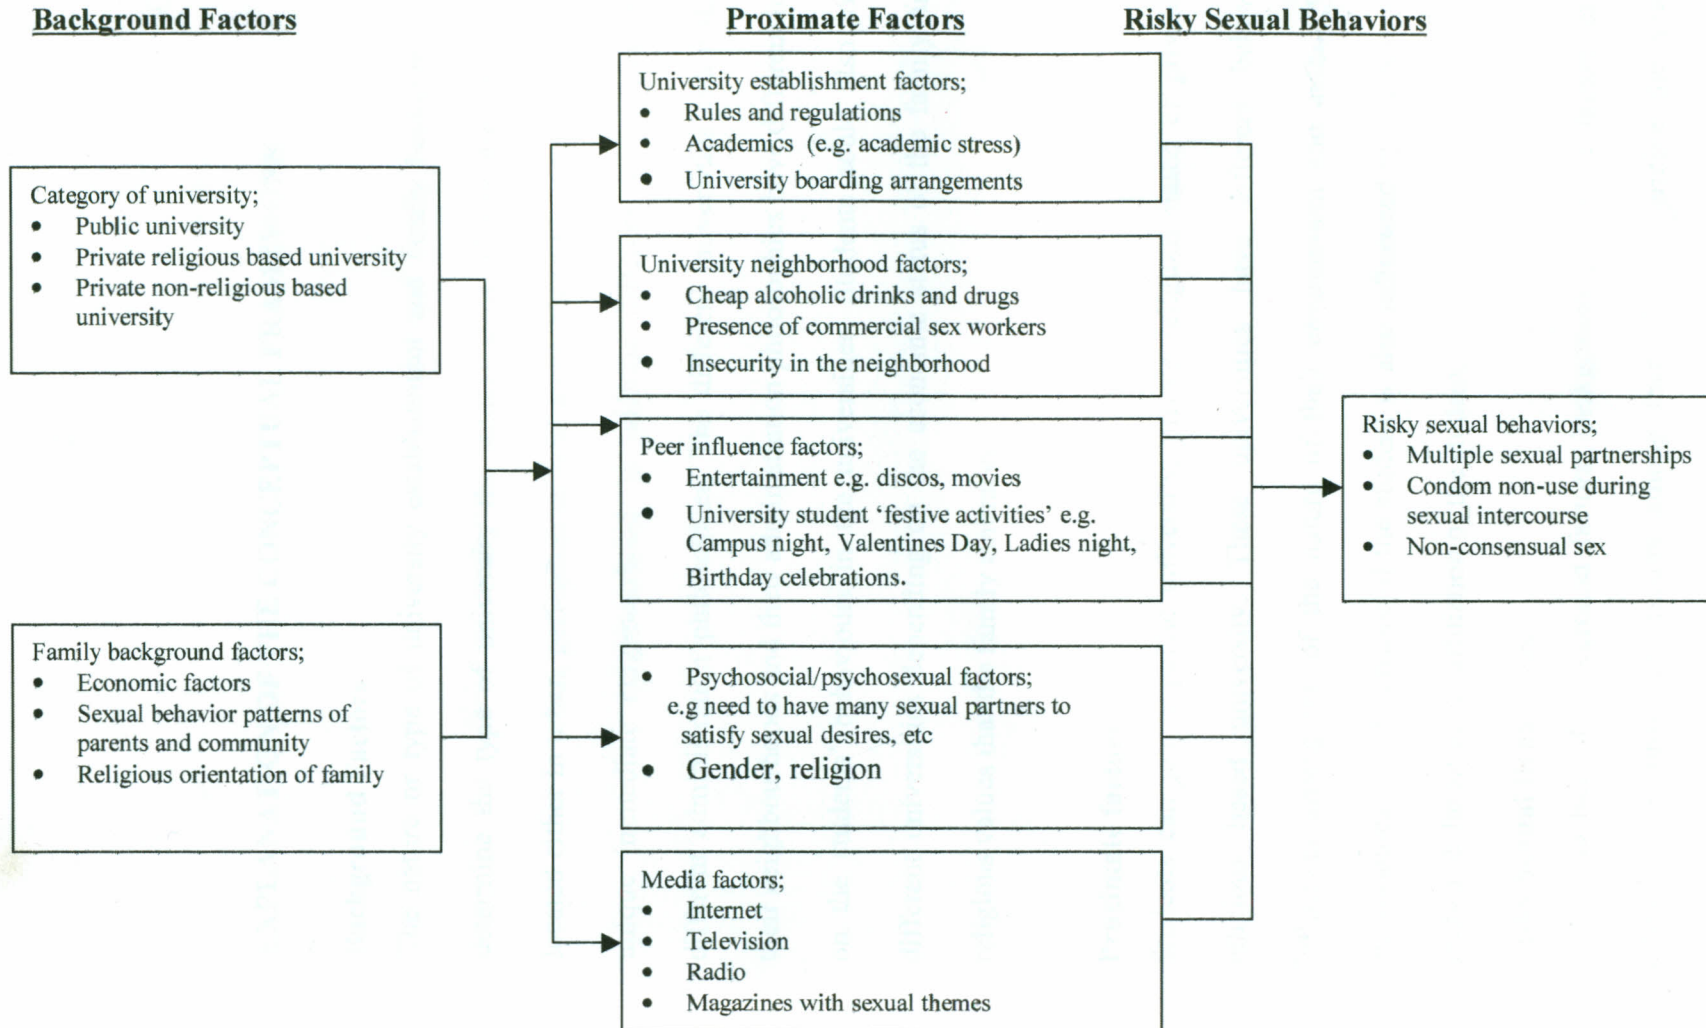 Background Factors
Proximate Factors
Risky Sexual Behaviors
Category of university;
• Public university
• Private religious based university
• Private non-religious based
university
Family background factors;
• Economic factors
• Sexual behavior patterns of
parents and community
• Religious orientation of family
University establishment factors;
• Rules and regulations
• Academics (e.g. academic stress)
• University boarding arrangements
University neighborhood factors;
• Cheap alcoholic drinks and drugs
• Presence of commercial sex workers
• Insecurity in the neighborhood
Peer influence factors;
• Entertainment e.g. discos, movies
• University student ‘festive activities’ e.g.
Campus night, Valentines Day, Ladies night,
Birthday celebrations.
• Psychosocial/psychosexual factors;
e.g need to have many sexual partners to
satisfy sexual desires, etc
• Gender, religion
Media factors;
• Internet
• Television
• Radio
• Magazines with sexual themes
Risky sexual behaviors;
• Multiple sexual partnerships
• Condom non-use during
sexual intercourse
• Non-consensual sex